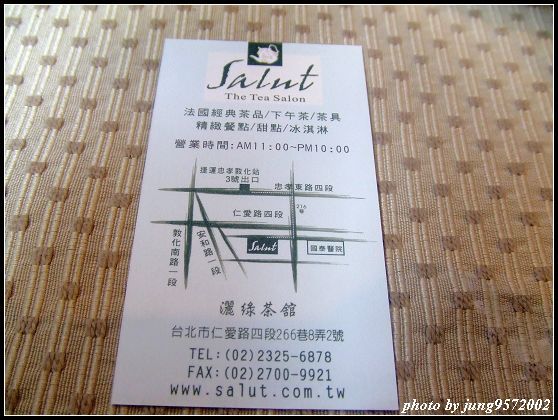 Salut
The Tea Salon
法國經典茶品/下午茶/茶具
精緻餐點/甜點/冰淇淋
營業時間:AM11:00~PM10:00
捷運忠孝敦化站
3號出口
忠孝東路四段
216
仁愛路四段
敦化南路一段
安和路一段
Salut
國泰醫院
灑綠茶館
台北市仁愛路四段266巷8弄2號
TEL:(02)2325-6878
FAX:(02)2700-9921
www.salut.com.tw
photo by jung9572002